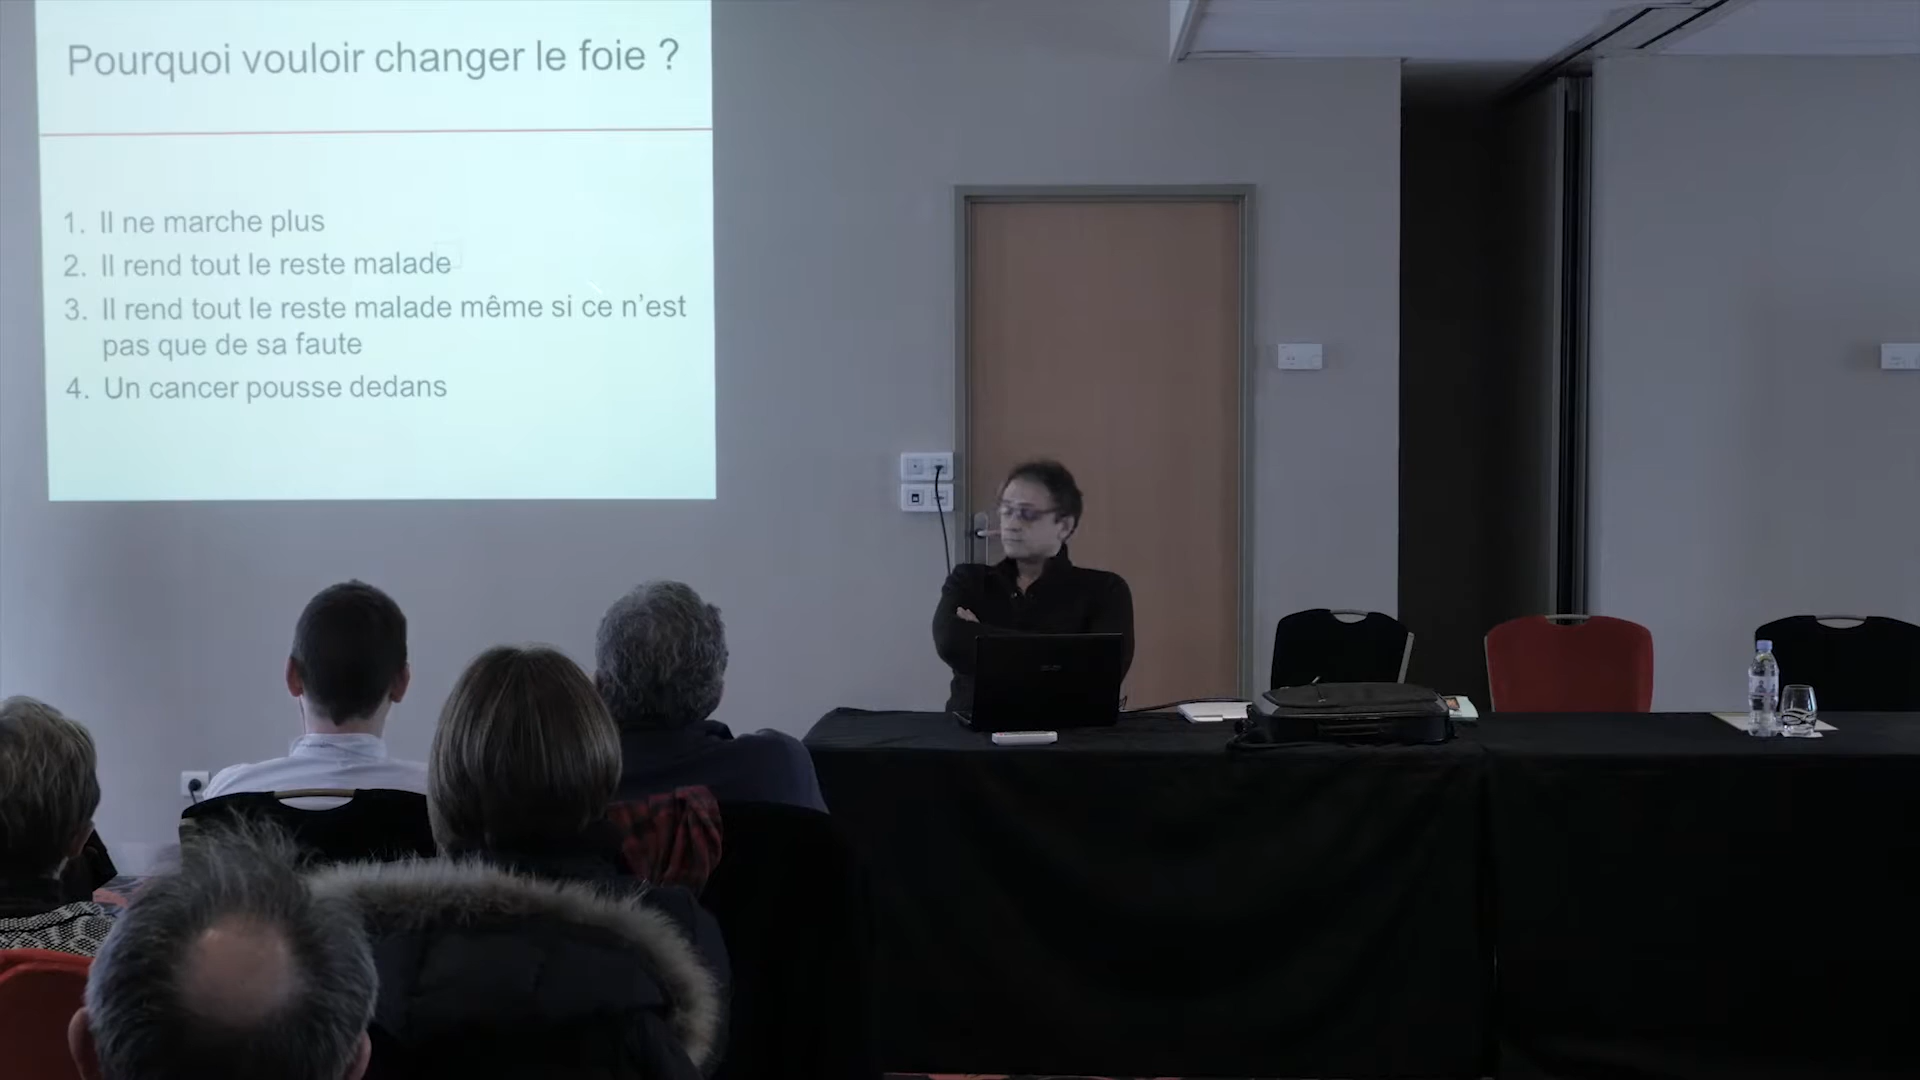 Pourquoi vouloir changer le foie ?
1. Il ne marche plus
2. Il rend tout le reste malade
3. Il rend tout le reste malade même si ce n'est
pas que de sa faute
4. Un cancer pousse dedans